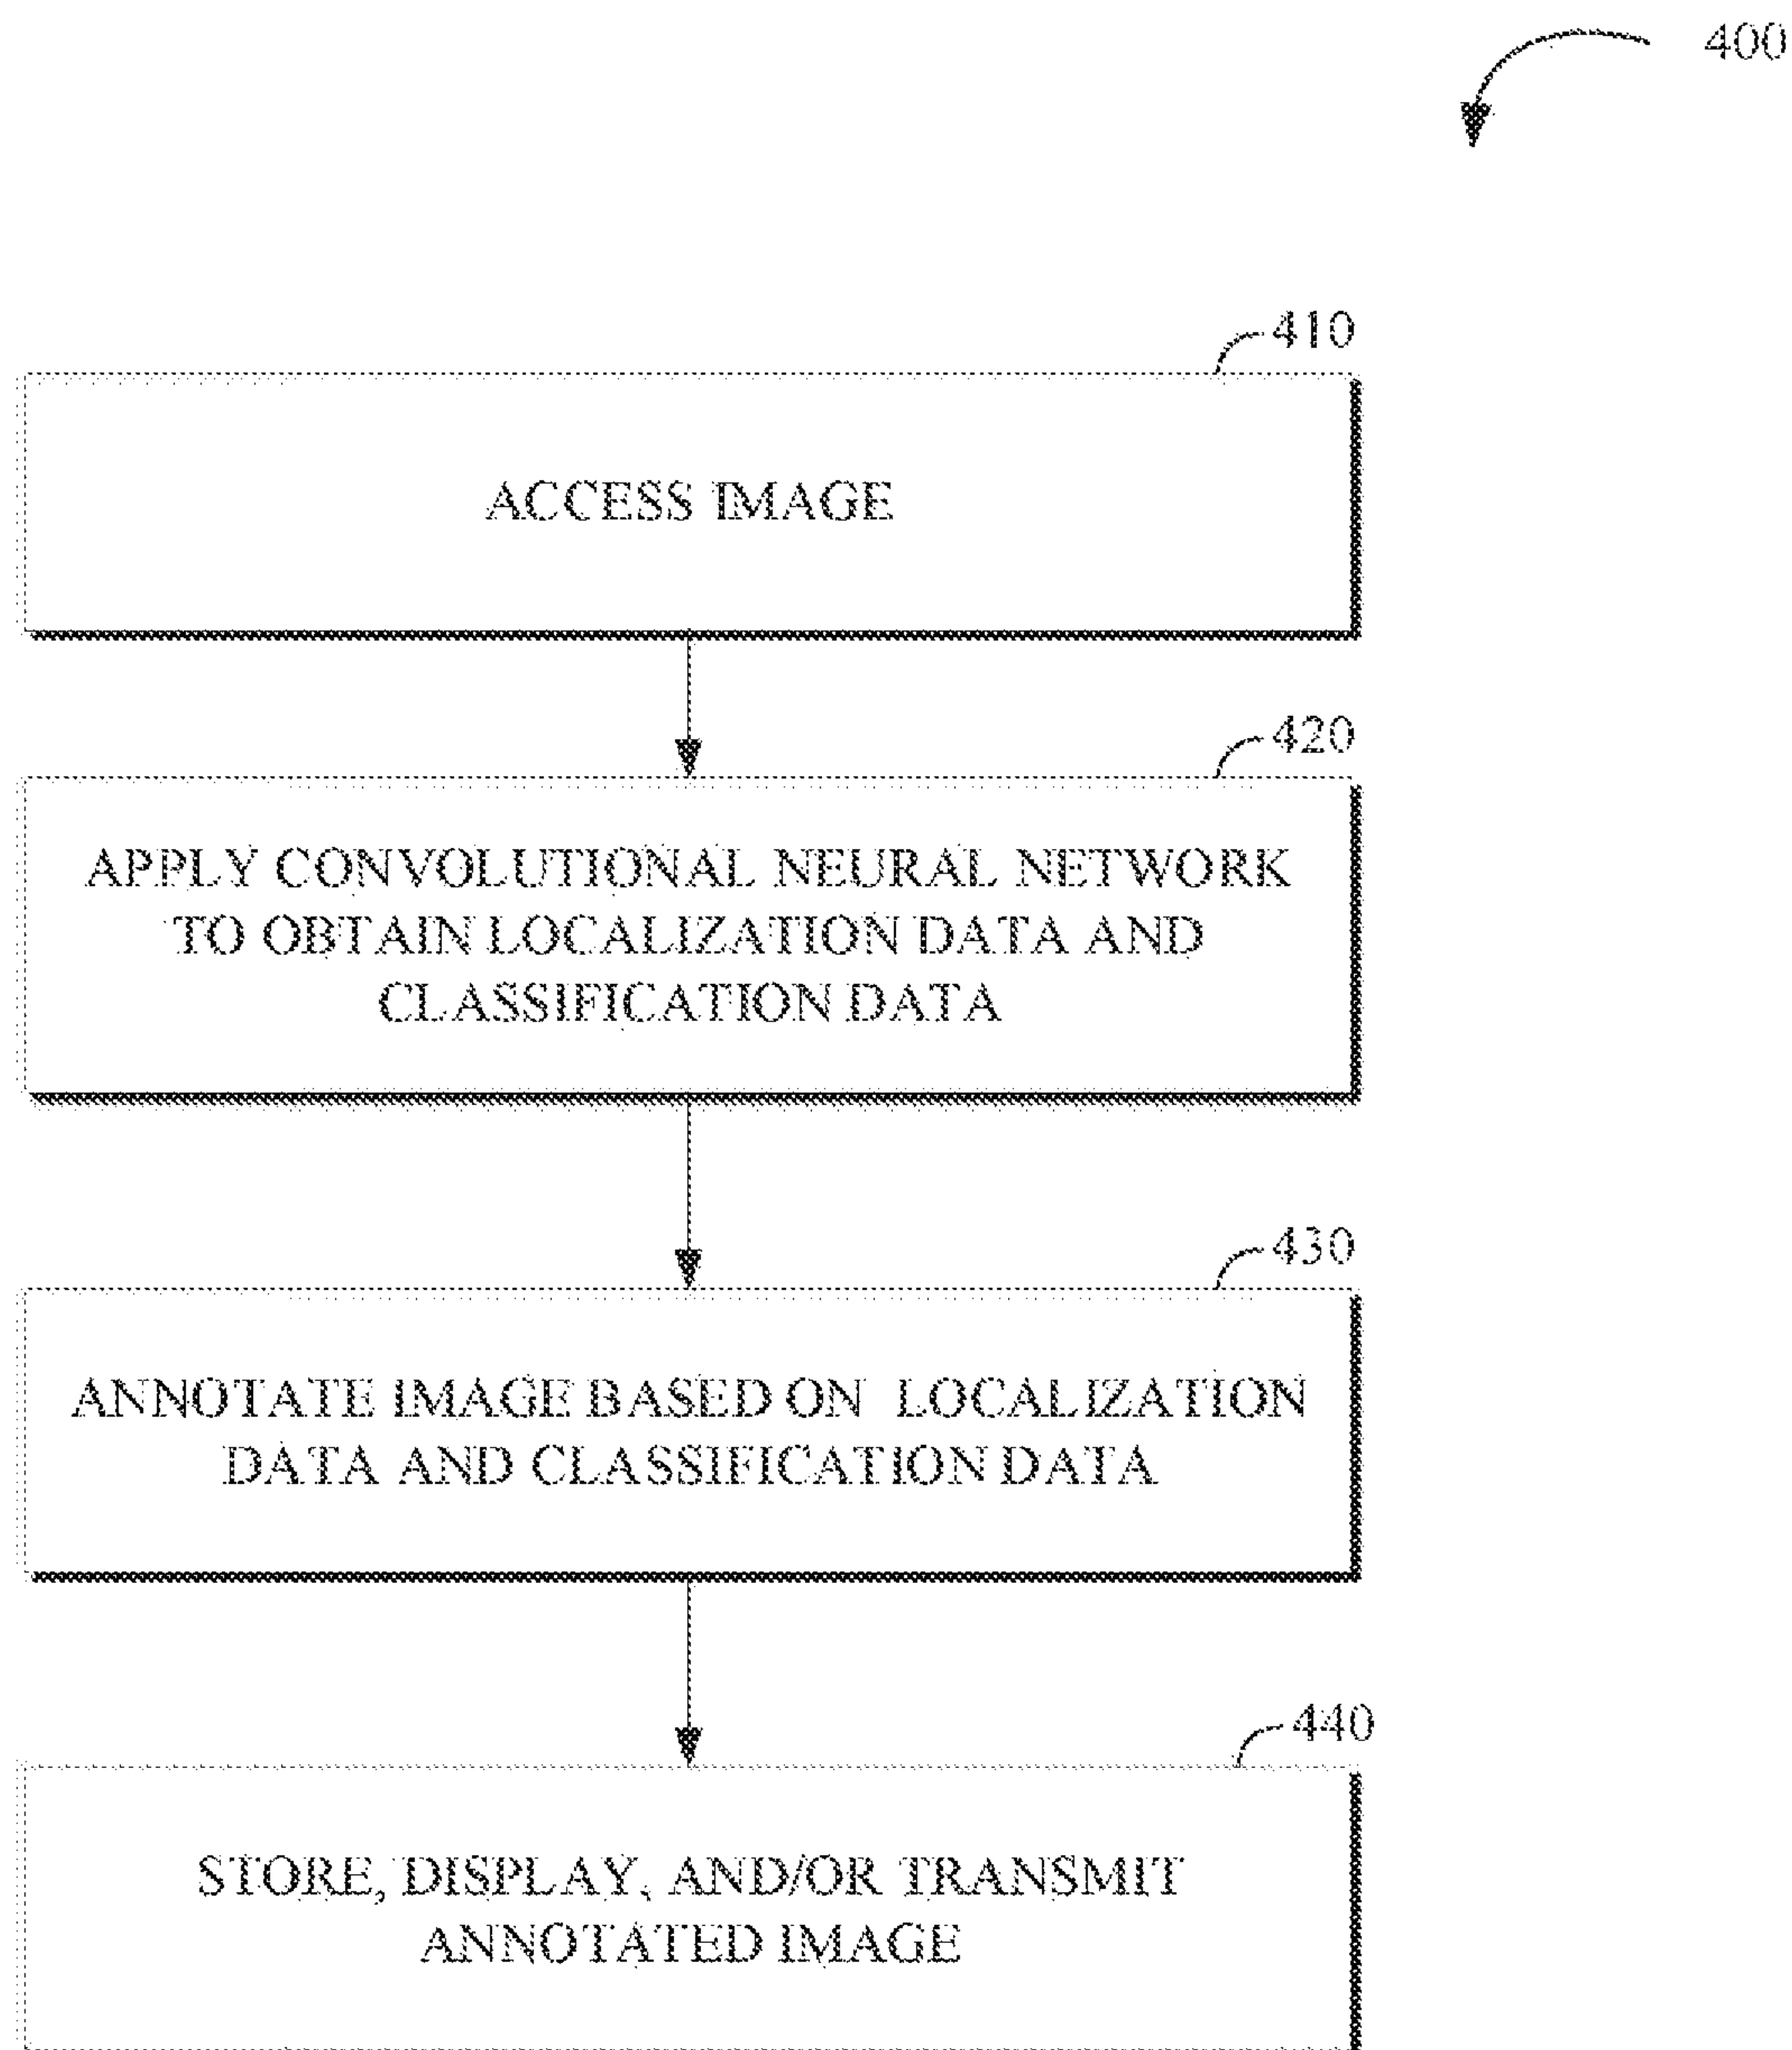 400
410
ACCESS IMAGE
420
APPLY CONVOLUTIONAL NEURAL NETWORK
TO OBTAIN LOCALIZATION DATA AND
CLASSIFICATION DATA
430
ANNOTATE IMAGE BASED ON LOCALIZATION
DATA AND CLASSIFICATION DATA
440
STORE, DISPLAY, AND/OR TRANSMIT
ANNOTATED IMAGE